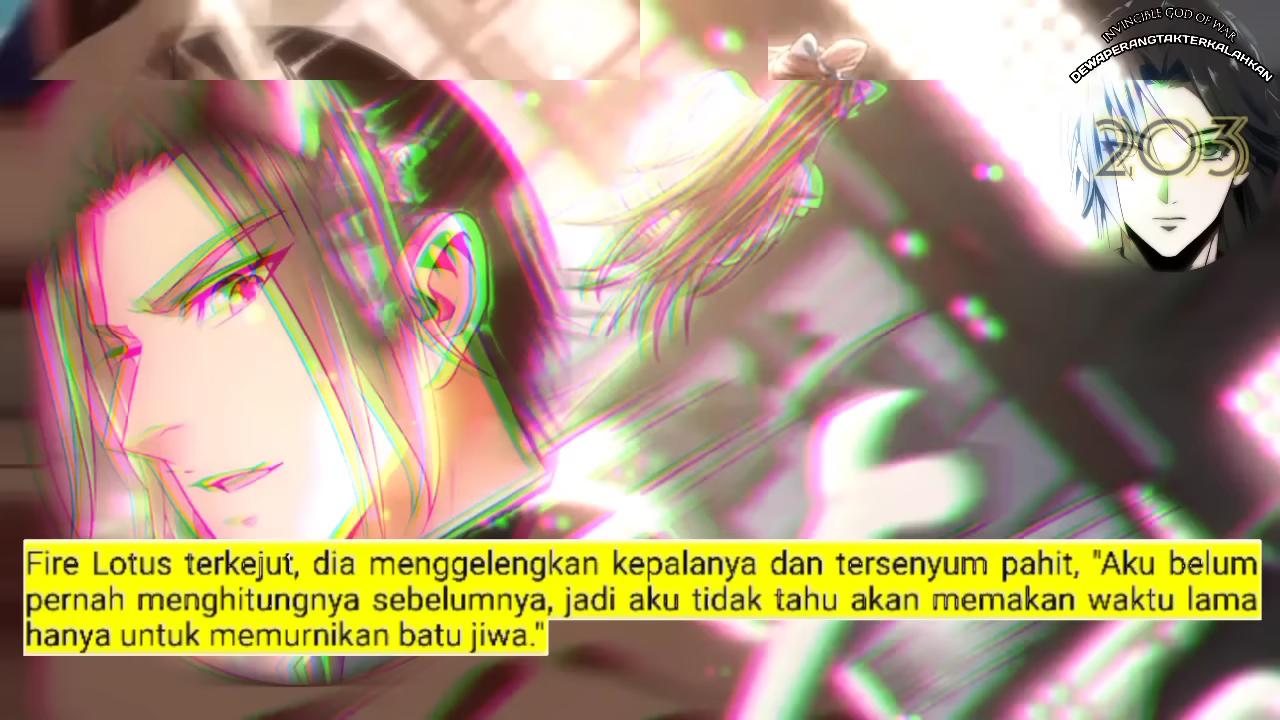 INVINCIBLE GOD OF WAR
DEWAPERANGTAKTERKALAHKAN
203
Fire Lotus terkejut, dia menggelengkan kepalanya dan tersenyum pahit, "Aku belum
pernah menghitungnya sebelumnya, jadi aku tidak tahu akan memakan waktu lama
hanya untuk memurnikan batu jiwa."